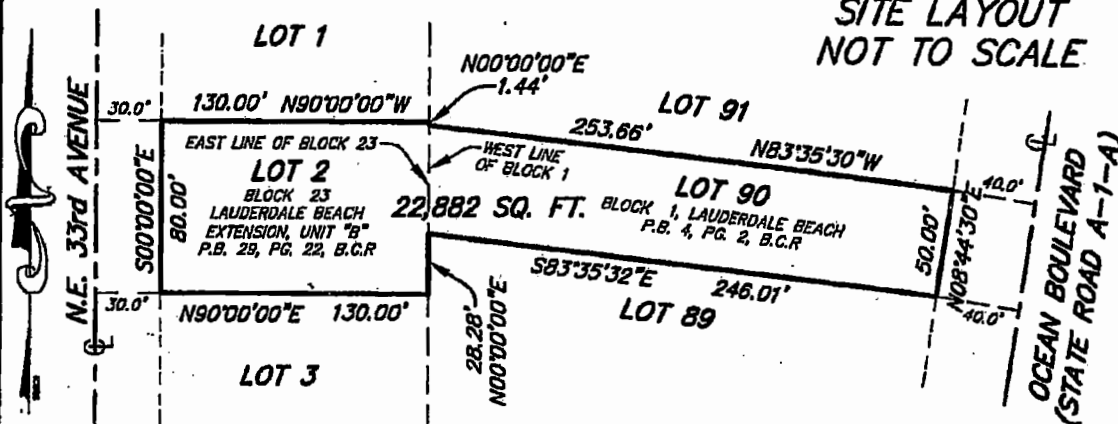 SITE LAYOUT
NOT TO SCALE
LOT 1
N.E. 33rd AVENUE
30.0'
130.00' N90°00'00"W
N00°00'00"E
1.44'
LOT 91
253.66'
N83°35'30"W
EAST LINE OF BLOCK 23
WEST LINE
OF BLOCK 1
S00°00'00"E
80.00'
LOT 2
BLOCK 23
LAUDERDALE BEACH
EXTENSION, UNIT "B"
P.B. 29, PG. 22, B.C.R
22,882 SQ. FT.
LOT 90
BLOCK 1, LAUDERDALE BEACH
P.B. 4, PG. 2, B.C.R
40.0'
50.00'
N08°44'30"E
40.0'
OCEAN BOULEVARD
(STATE ROAD A-1-A)
30.0'
N90°00'00"E 130.00'
S83°35'32"E 246.01'
28.28'
N00°00'00"E
LOT 89
LOT 3